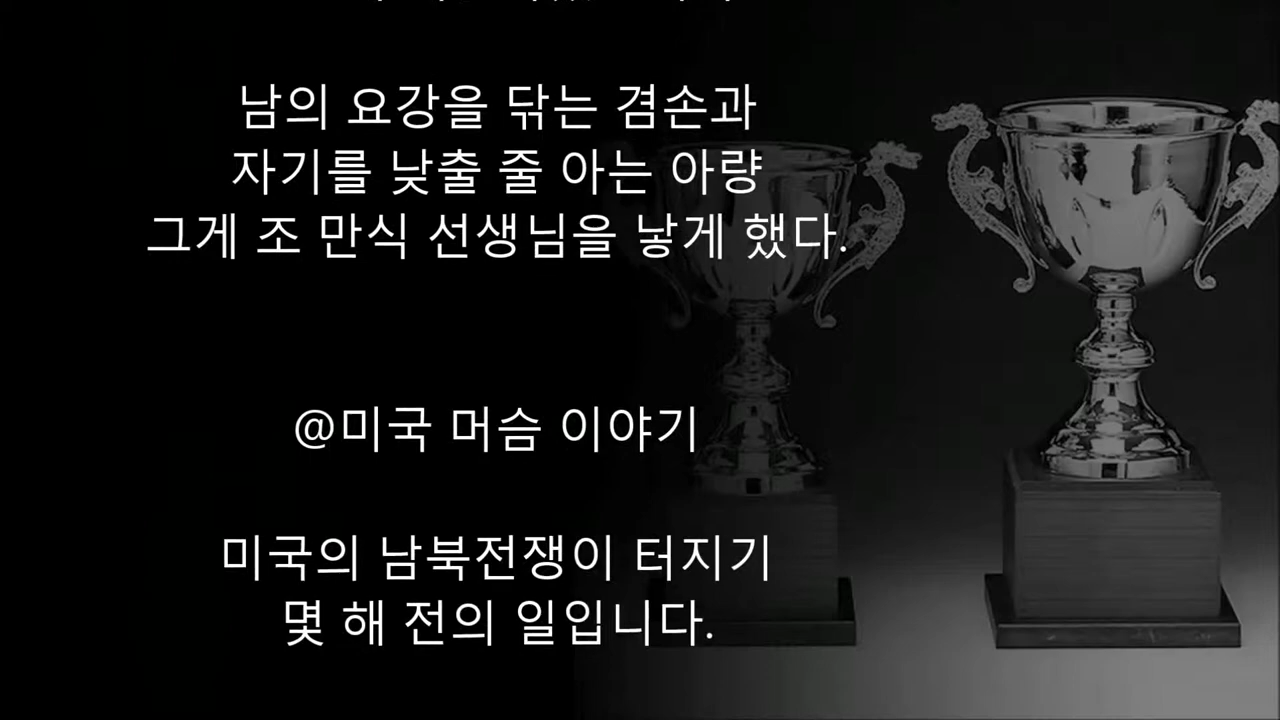 남의 요강을 닦는 겸손과
자기를 낮출 줄 아는 아량
그게 조 만식 선생님을 낳게 했다.
@미국 머슴 이야기
미국의 남북전쟁이 터지기
몇 해 전의 일입니다.